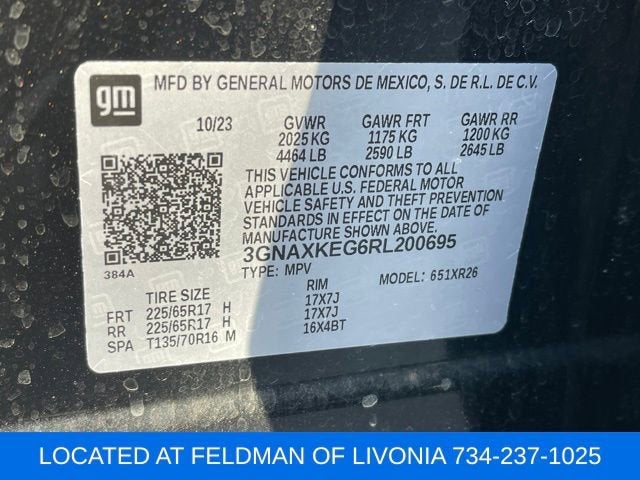 gm
MFD BY GENERAL MOTORS DE MEXICO, S. DE R.L. DE C.V.
10/23 GVWR GAWR FRT GAWR RR
2025 KG 1175 KG 1200 KG
4464 LB 2590 LB 2645 LB
THIS VEHICLE CONFORMS TO ALL
APPLICABLE U.S. FEDERAL MOTOR
VEHICLE SAFETY AND THEFT PREVENTION
STANDARDS IN EFFECT ON THE DATE OF
MANUFACTURE SHOWN ABOVE.
3GNAXKEG6RL200695
384A
TYPE: MPV MODEL: 651XR26
TIRE SIZE RIM
FRT 225/65R17 H 17X7J
RR 225/65R17 H 17X7J
SPA T135/70R16 M 16X4BT
LOCATED AT FELDMAN OF LIVONIA 734-237-1025